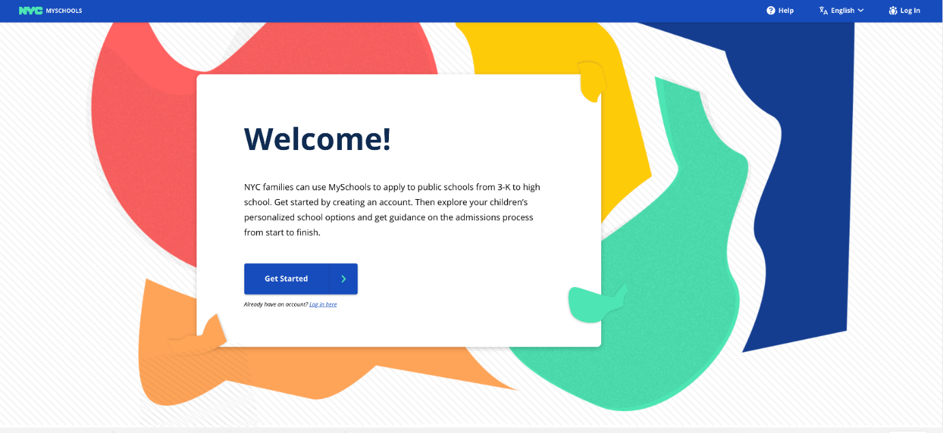 NYC MYSCHOOLS
Help
English
Log In
Welcome!
NYC families can use MySchools to apply to public schools from 3-K to high
school. Get started by creating an account. Then explore your children's
personalized school options and get guidance on the admissions process
from start to finish.
Get Started
Already have an account? Log in here